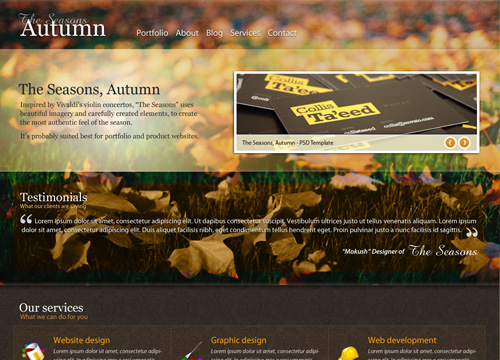 The Seasons
Autumn
Portfolio About Blog Services Contact
The Seasons, Autumn
Inspired by Vivaldi's violin concertos, "The Seasons" uses
beautiful imagery and carefully created elements, to create
the most authentic feel of the season.
It's probably suited best for portfolio and product websites.
Collis
Ta'eed
Collis
Ta'eed
The Seasons, Autumn - PSD Template
Testimonials
What our clients are saying
“ Lorem ipsum dolor sit amet, consectetur adipiscing elit. Ut dapibus consectetur suscipit. Vestibulum ultrices justo ut tellus venenatis aliquam. Lorem ipsum
dolor sit amet, consectetur adipiscing elit. Duis aliquet facilisis nibh, eget condimentum tellus hendrerit eget. Proin pulvinar justo a nunc iaculis id sagittis. ”
"Mokush" Designer of The Seasons
Our services
What we can do for you
Website design Graphic design Web development
Lorem ipsum dolor sit amet, consectetur adipi- Lorem ipsum dolor sit amet, consectetur adipi- Lorem ipsum dolor sit amet, consectetur adipi-